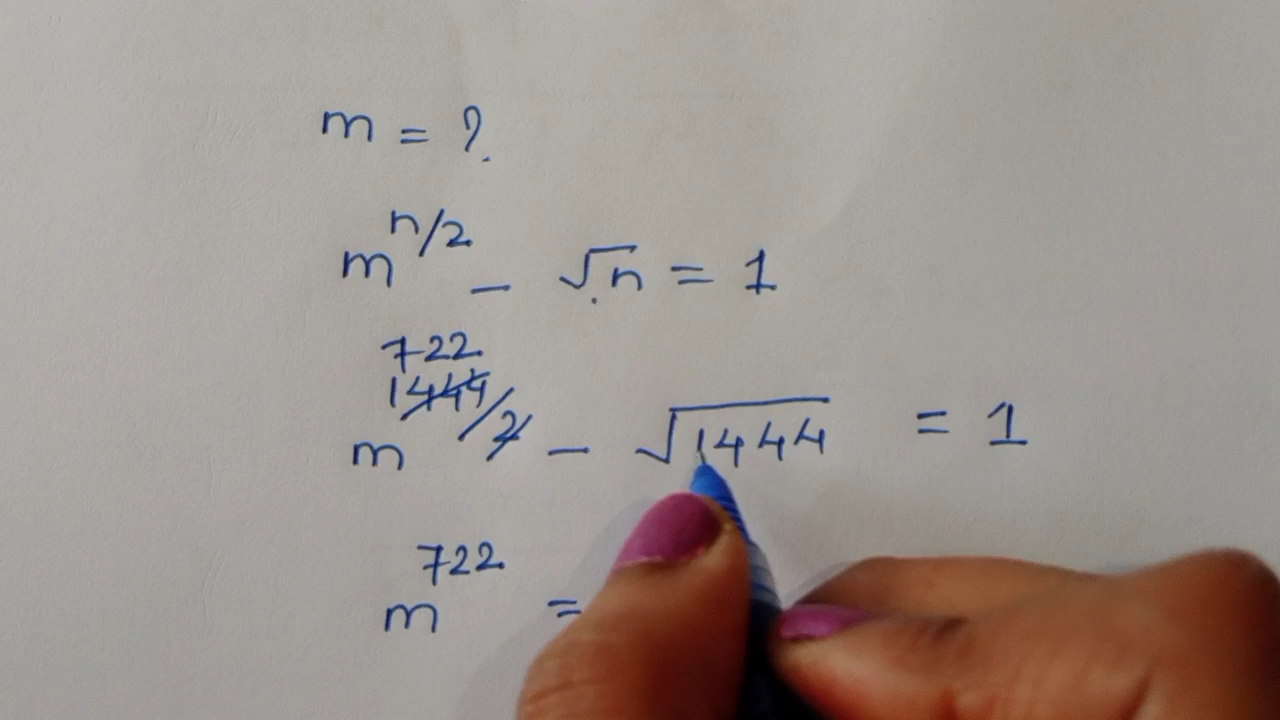 m = ?
m^(n/2) - √n = 1
722
m^(1444/2) - √1444 = 1
m^722 =